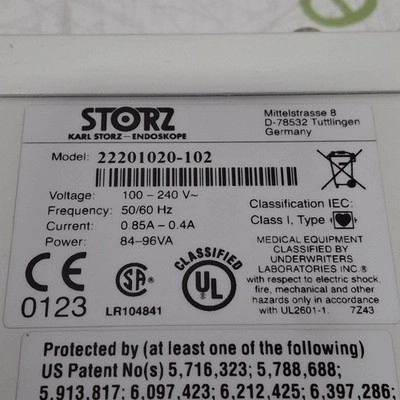 STORZ
KARL STORZ—ENDOSKOPE
Mittelstrasse 8
D-78532 Tuttlingen
Germany
Model: 22201020-102
Voltage: 100 – 240 V~
Frequency: 50/60 Hz
Current: 0.85A – 0.4A
Power: 84-96VA
Classification IEC:
Class I, Type
CE
0123
SA
LR104841
CLASSIFIED
UL
®
MEDICAL EQUIPMENT
CLASSIFIED BY
UNDERWRITERS
LABORATORIES INC.®
with respect to electric shock,
fire, mechanical and other
hazards only in accordance
with UL2601-1. 7Z43
Protected by (at least one of the following)
US Patent No(s) 5,716,323; 5,788,688;
5,913,817; 6,097,423; 6,212,425; 6,397,286;